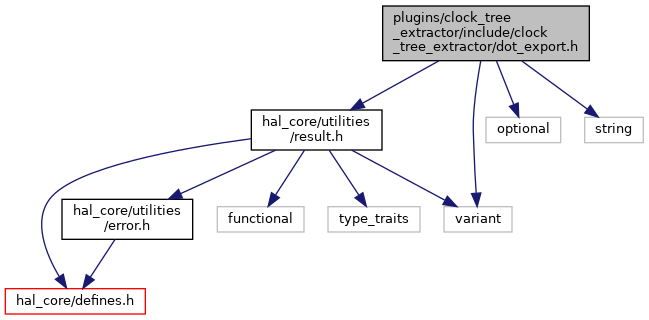 plugins/clock_tree
_extractor/include/clock
_tree_extractor/dot_export.h
hal_core/utilities
/result.h
optional
string
hal_core/utilities
/error.h
functional
type_traits
variant
hal_core/defines.h